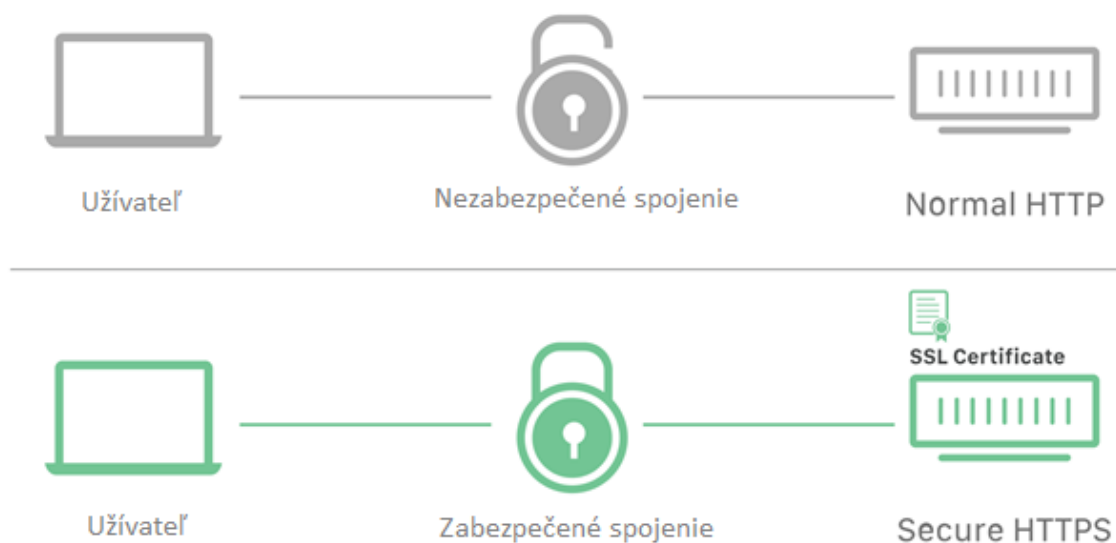 Užívateľ
Nezabezpečené spojenie
Normal HTTP
SSL Certificate
Užívateľ
Zabezpečené spojenie
Secure HTTPS